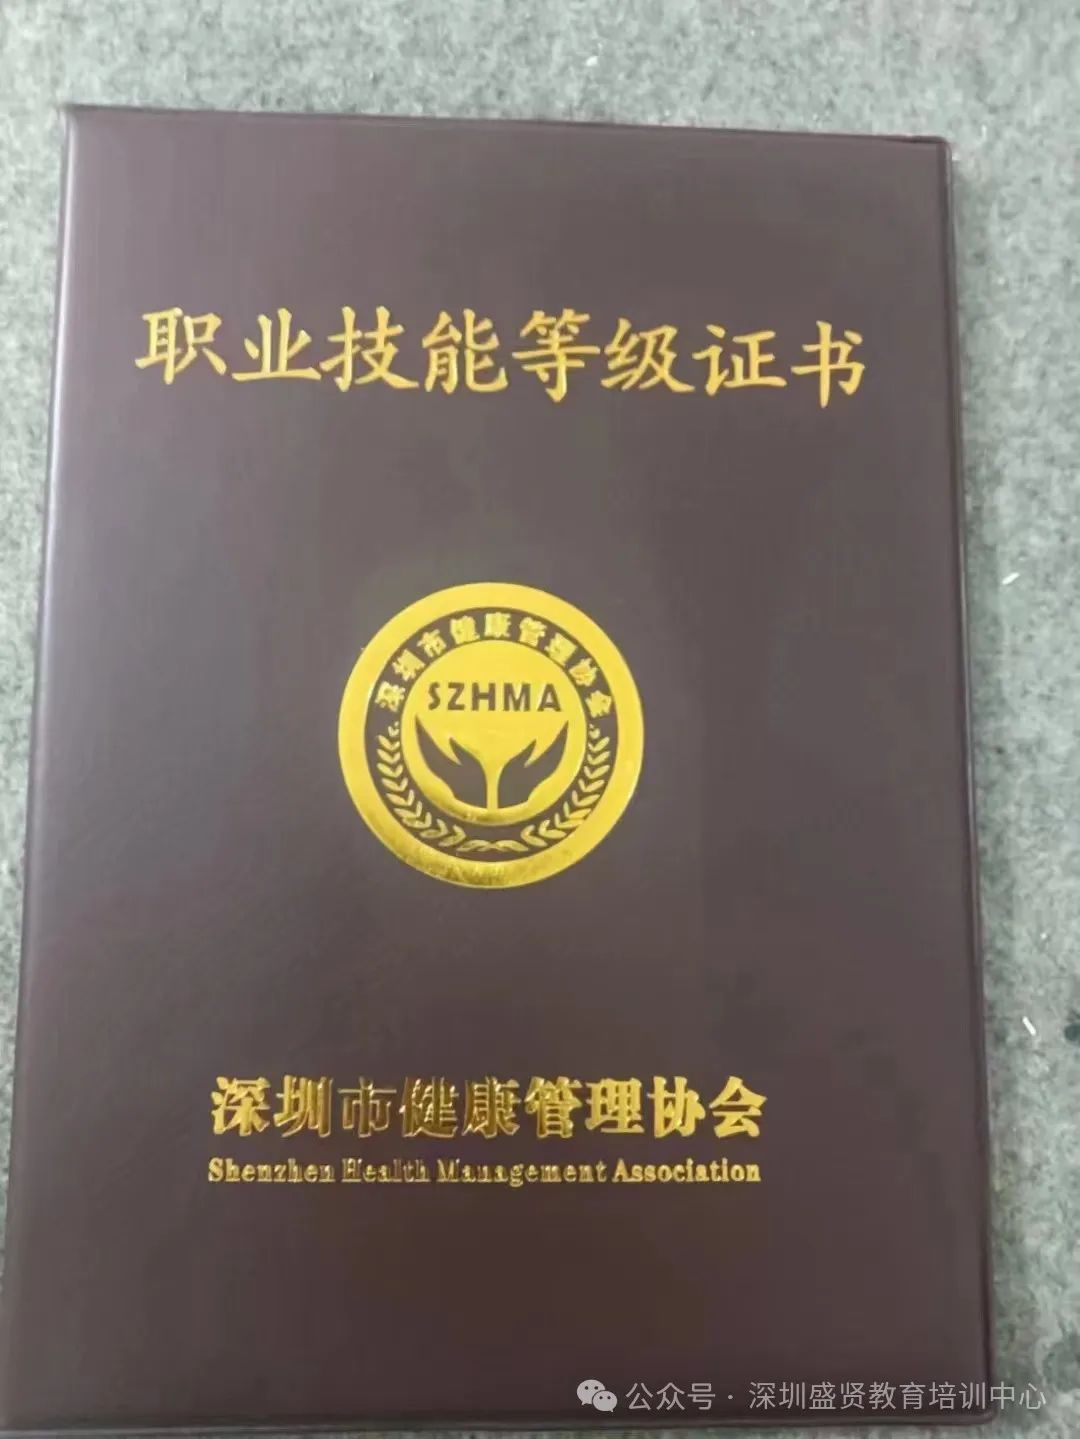 职业技能等级证书
深圳市健康管理协会
SZHMA
深圳市健康管理协会
Shenzhen Health Management Association
公众号 · 深圳盛贤教育培训中心